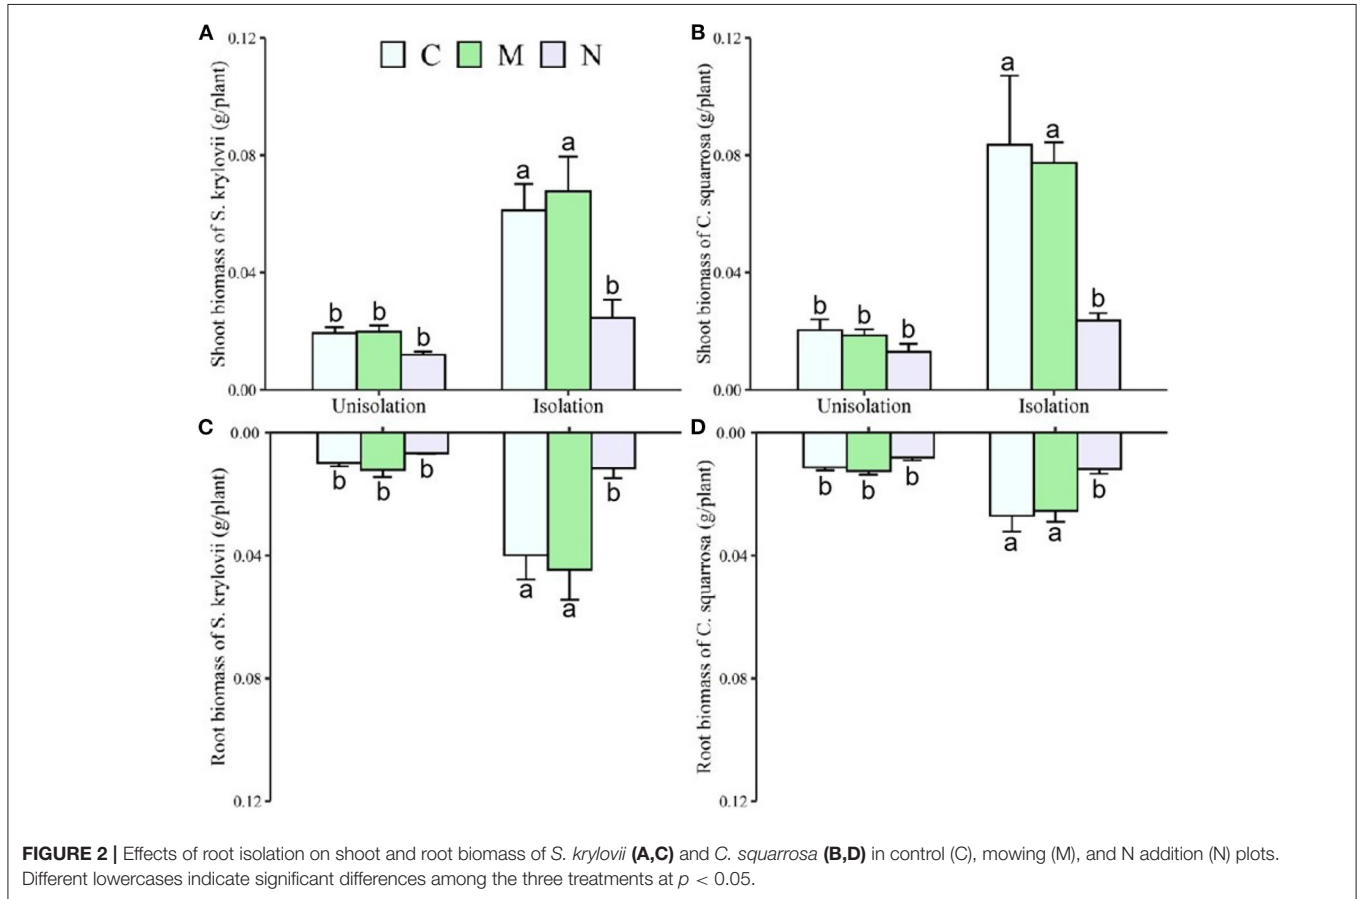 A
B
0.12
0.08
0.04
0.00
Shoot biomass of S. krylovii (g/plant)
C M N
b b b
a a b
Unisolation Isolation
0.12
0.08
0.04
0.00
Shoot biomass of C. squarrosa (g/plant)
b b b
a a b
Unisolation Isolation
C
D
0.00
0.04
0.08
0.12
Root biomass of S. krylovii (g/plant)
b b b
a a b
0.00
0.04
0.08
0.12
Root biomass of C. squarrosa (g/plant)
b b b
a a b
FIGURE 2 | Effects of root isolation on shoot and root biomass of S. krylovii (A,C) and C. squarrosa (B,D) in control (C), mowing (M), and N addition (N) plots.
Different lowercases indicate significant differences among the three treatments at p < 0.05.